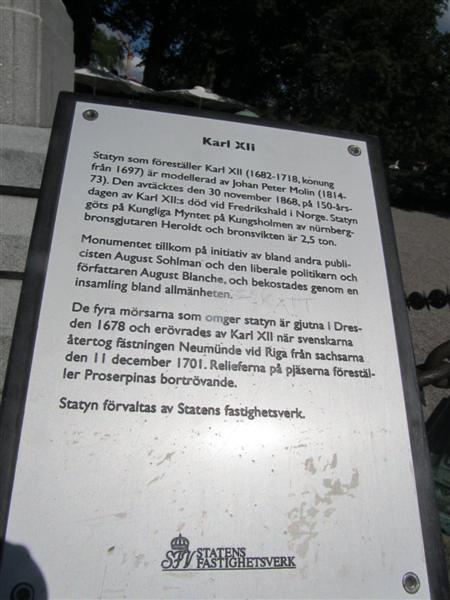 Karl XII
Statyn som föreställer Karl XII (1682-1718, konung
från 1697) är modellerad av Johan Peter Molin (1814-
73). Den avtäcktes den 30 november 1868, på 150-års-
dagen av Karl XII:s död vid Fredrikshald i Norge. Statyn
göts på Kungliga Myntet på Kungsholmen av nürnberg-
bronsgjutaren Heroldt och bronsvikten är 2,5 ton.
Monumentet tillkom på initiativ av bland andra publi-
cisten August Sohlman och den liberale politikern och
författaren August Blanche, och bekostades genom en
insamling bland allmänheten.
De fyra mörsarna som omger statyn är gjutna i Dres-
den 1678 och erövrades av Karl XII när svenskarna
återtog fästningen Neumünde vid Riga från sachsarna
den 11 december 1701. Relieferna på pjäserna förestäl-
ler Proserpinas bortrövande.
Statyn förvaltas av Statens fastighetsverk.
SFV STATENS
FASTIGHETSVERK